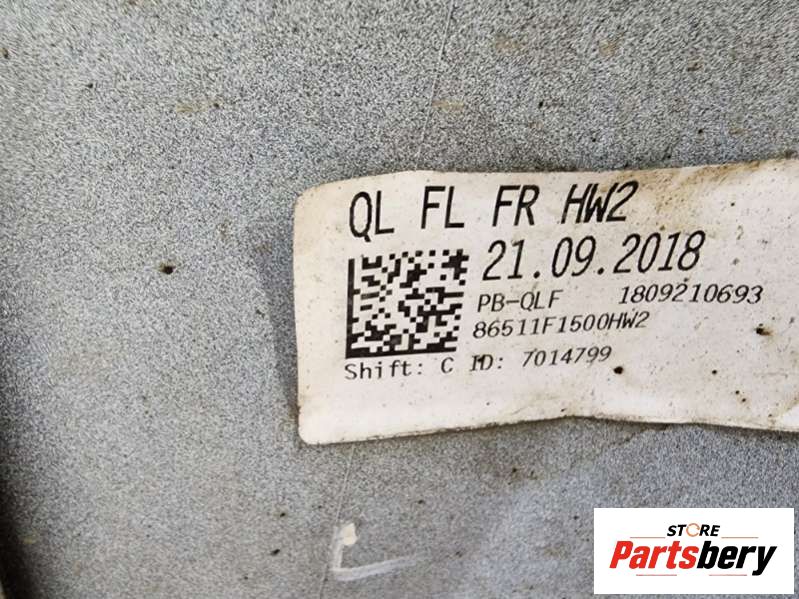 QL FL FR HW2
21.09.2018
PB-QLF 1809210693
86511F1500HW2
Shift: C ID: 7014799
STORE
Partsbery